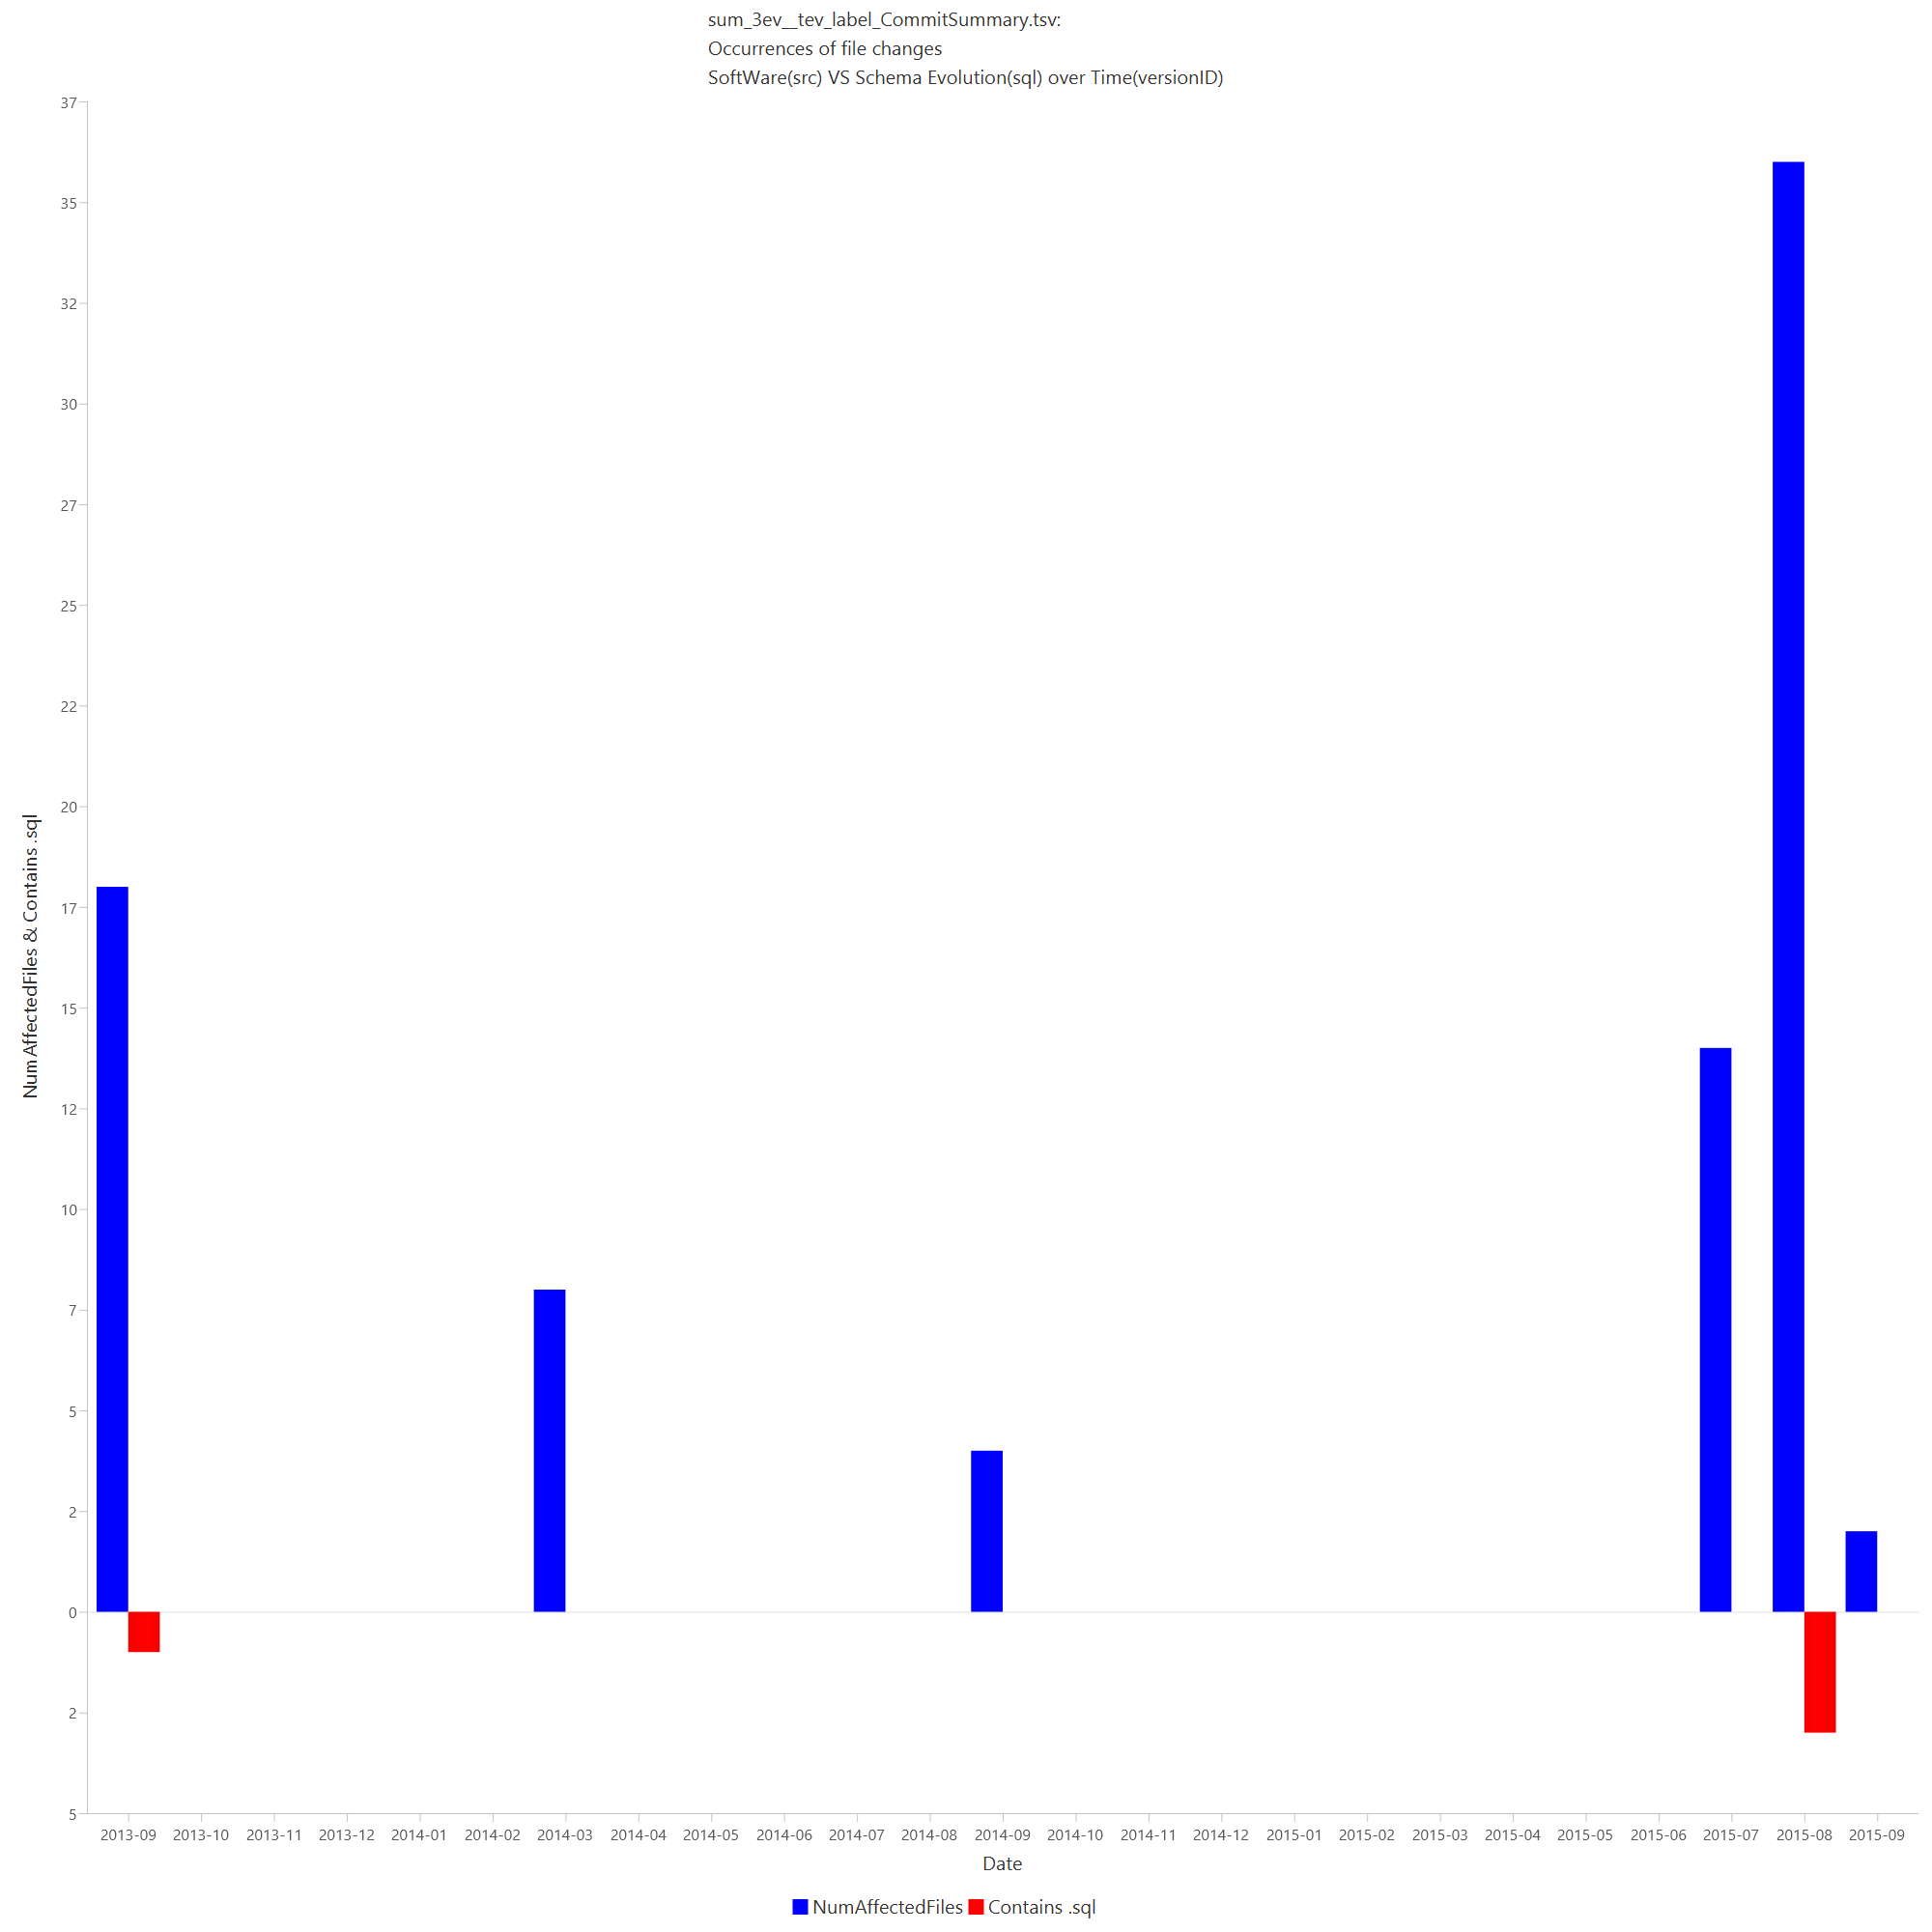 sum_3ev__tev_label_CommitSummary.tsv:
Occurrences of file changes
SoftWare(src) VS Schema Evolution(sql) over Time(versionID)
37
35
32
30
27
25
22
20
17
15
12
10
7
5
2
0
2
5
NumAffectedFiles & Contains .sql
2013-09 2013-10 2013-11 2013-12 2014-01 2014-02 2014-03 2014-04 2014-05 2014-06 2014-07 2014-08 2014-09 2014-10 2014-11 2014-12 2015-01 2015-02 2015-03 2015-04 2015-05 2015-06 2015-07 2015-08 2015-09
Date
NumAffectedFiles Contains .sql